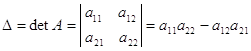 Δ = det A = | a₁₁ a₁₂ | = a₁₁a₂₂ − a₁₂a₂₁
| a₂₁ a₂₂ |